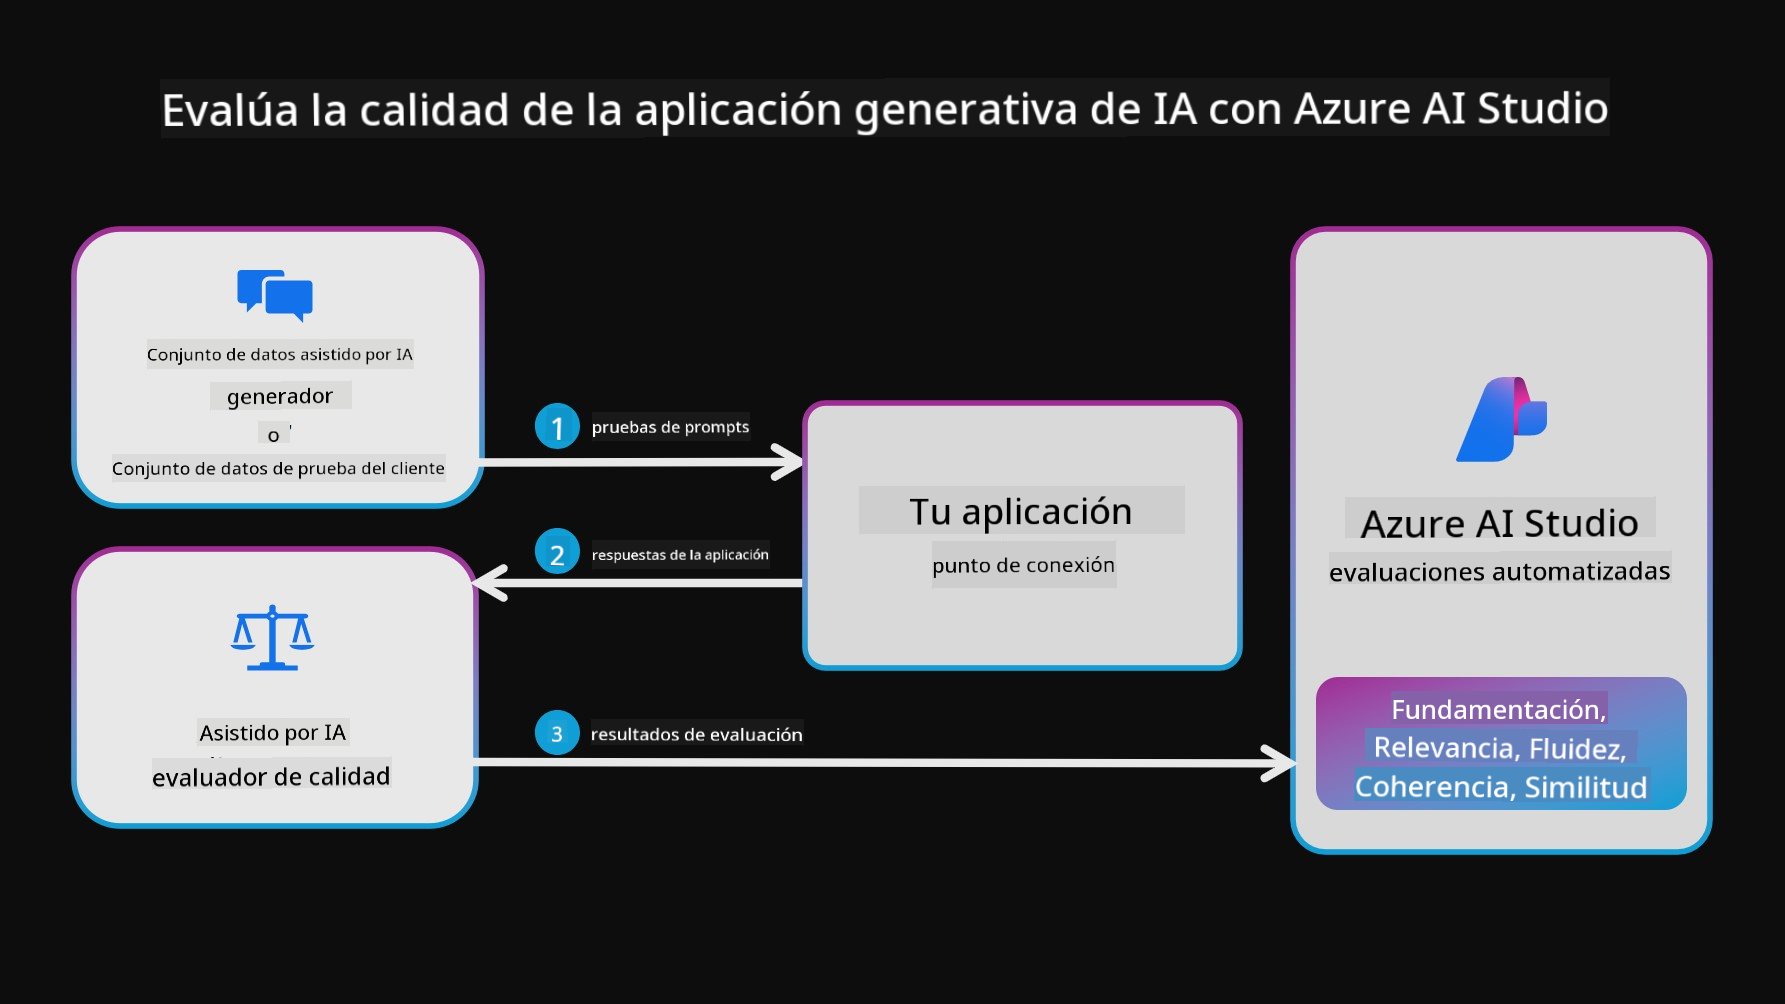 Evalúa la calidad de la aplicación generativa de IA con Azure AI Studio
Conjunto de datos asistido por IA
generador
o
Conjunto de datos de prueba del cliente
1
pruebas de prompts
2
respuestas de la aplicación
Tu aplicación
punto de conexión
Asistido por IA
evaluador de calidad
3
resultados de evaluación
Azure AI Studio
evaluaciones automatizadas
Fundamentación,
Relevancia, Fluidez,
Coherencia, Similitud